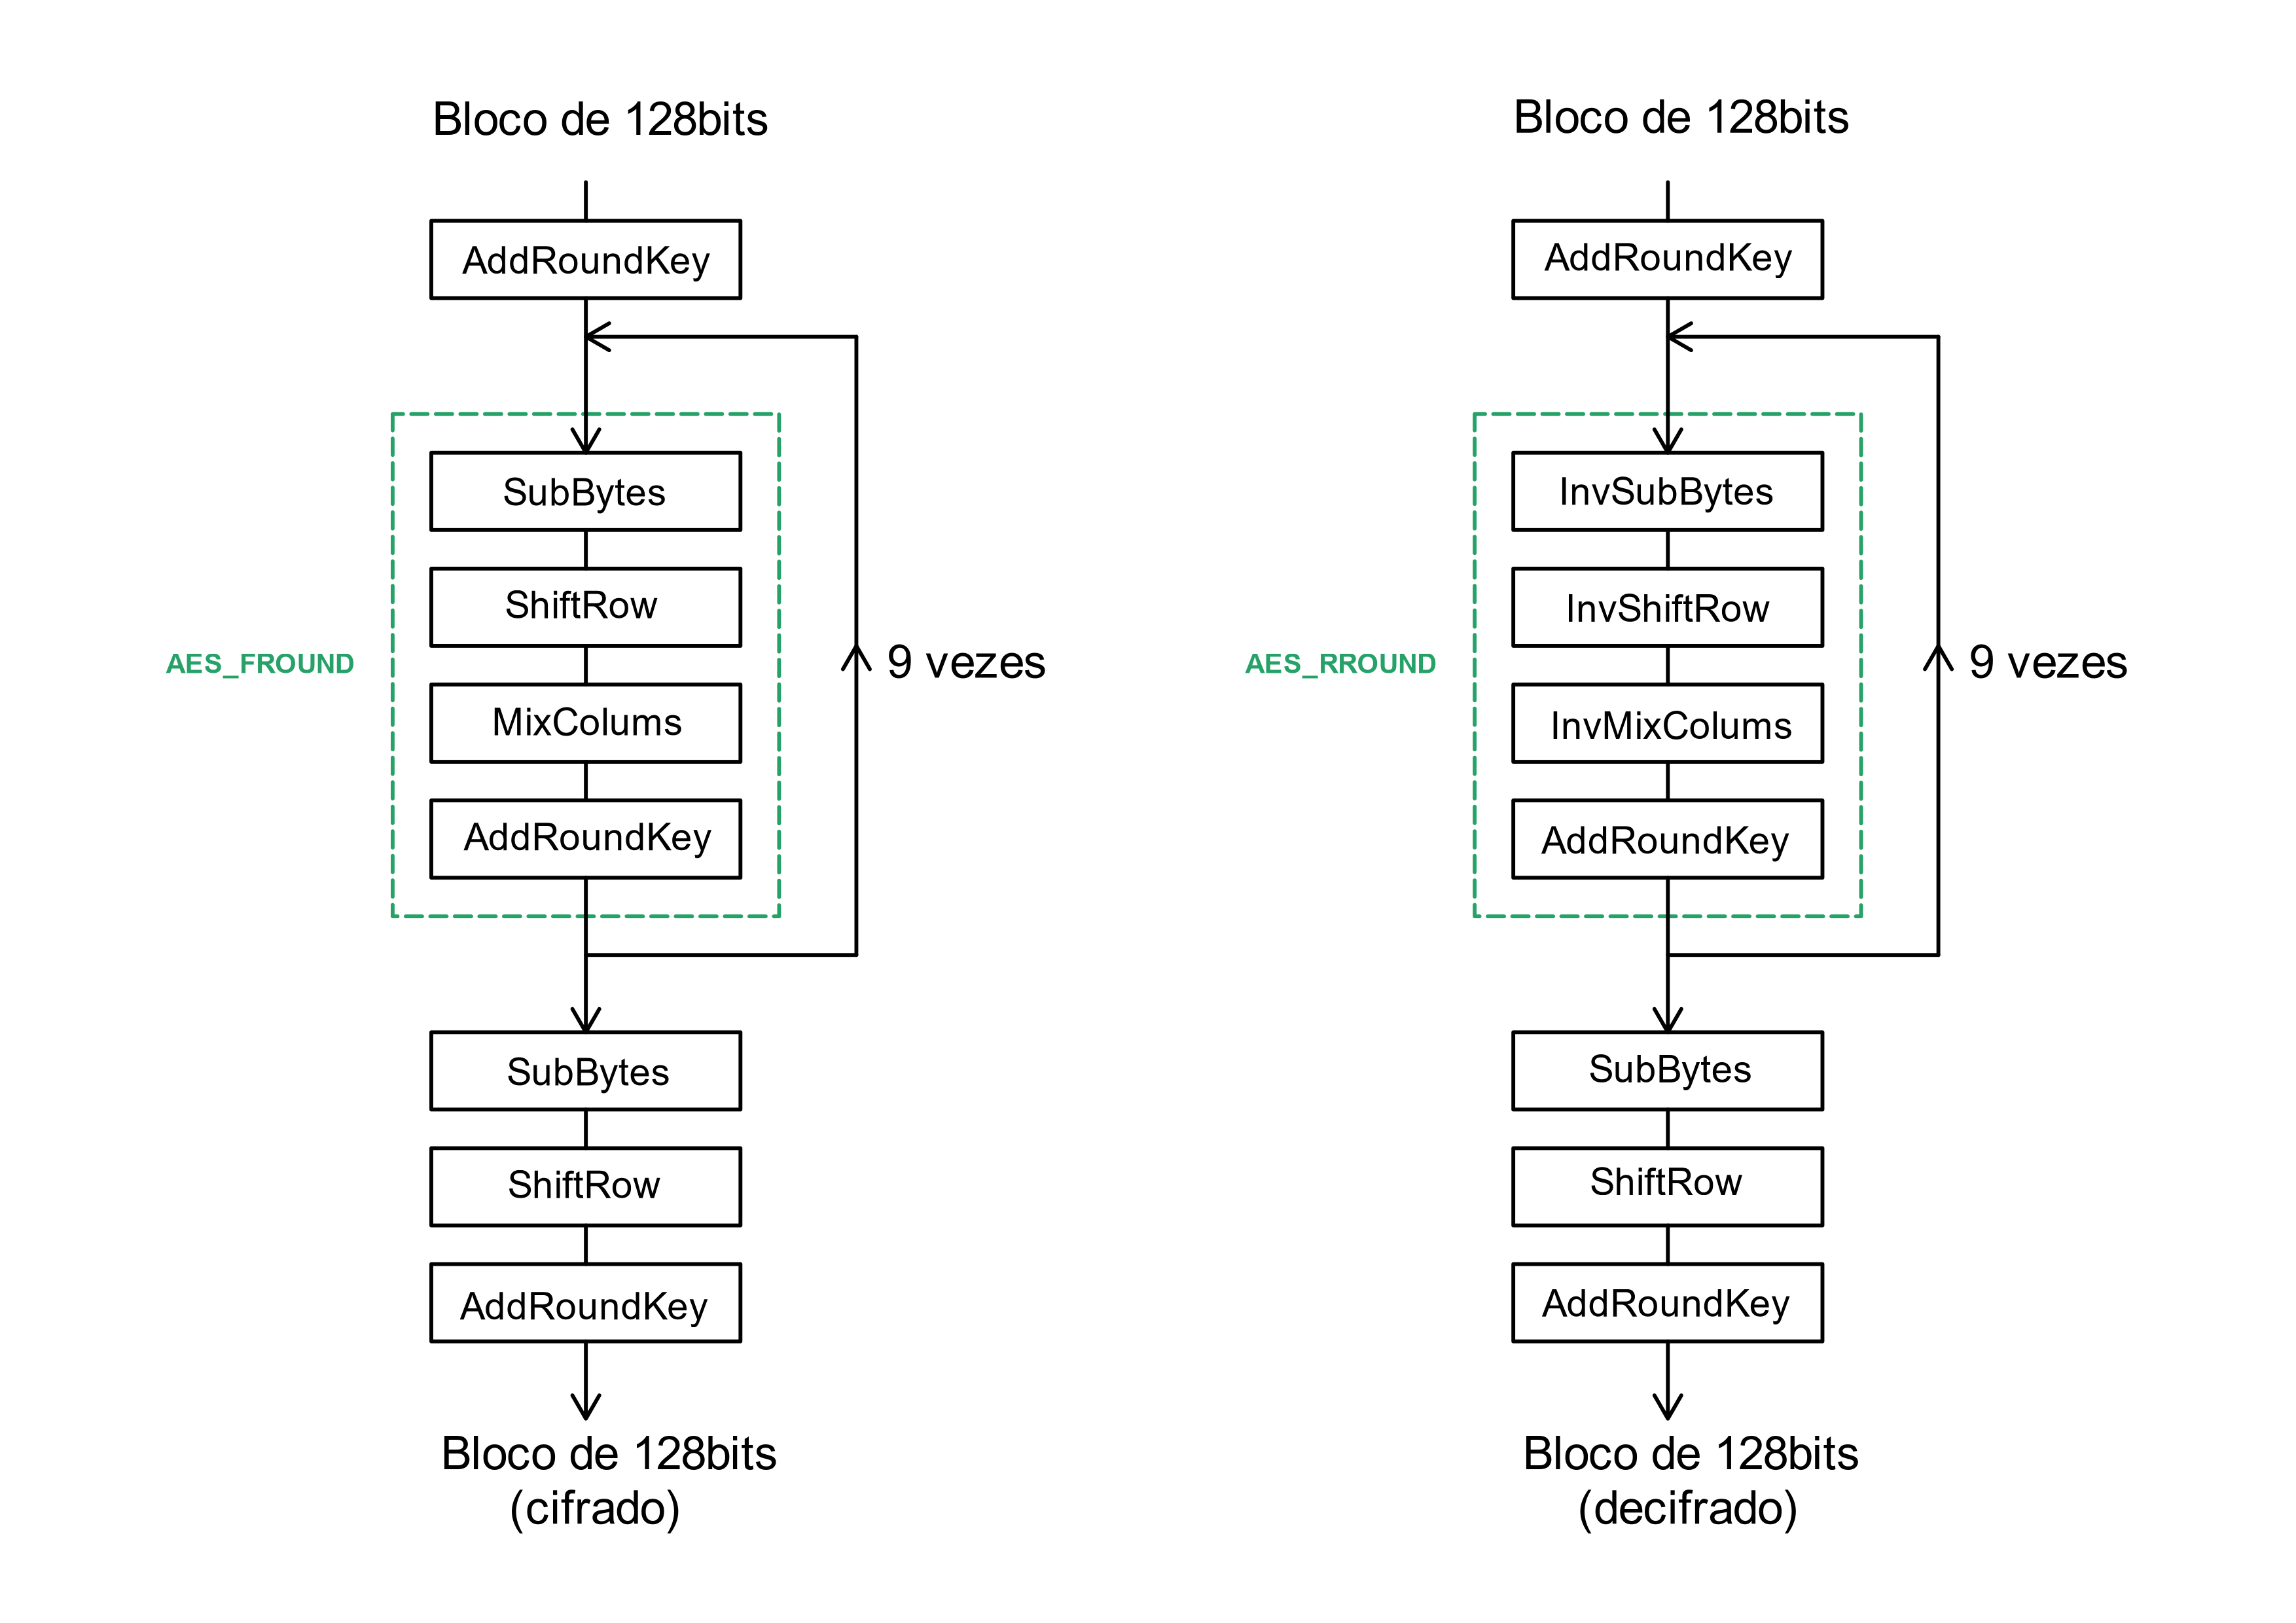 Bloco de 128bits
AddRoundKey
SubBytes
ShiftRow
MixColums
AddRoundKey
AES_FROUND
9 vezes
SubBytes
ShiftRow
AddRoundKey
Bloco de 128bits
(cifrado)
Bloco de 128bits
AddRoundKey
InvSubBytes
InvShiftRow
InvMixColums
AddRoundKey
AES_RROUND
9 vezes
SubBytes
ShiftRow
AddRoundKey
Bloco de 128bits
(decifrado)